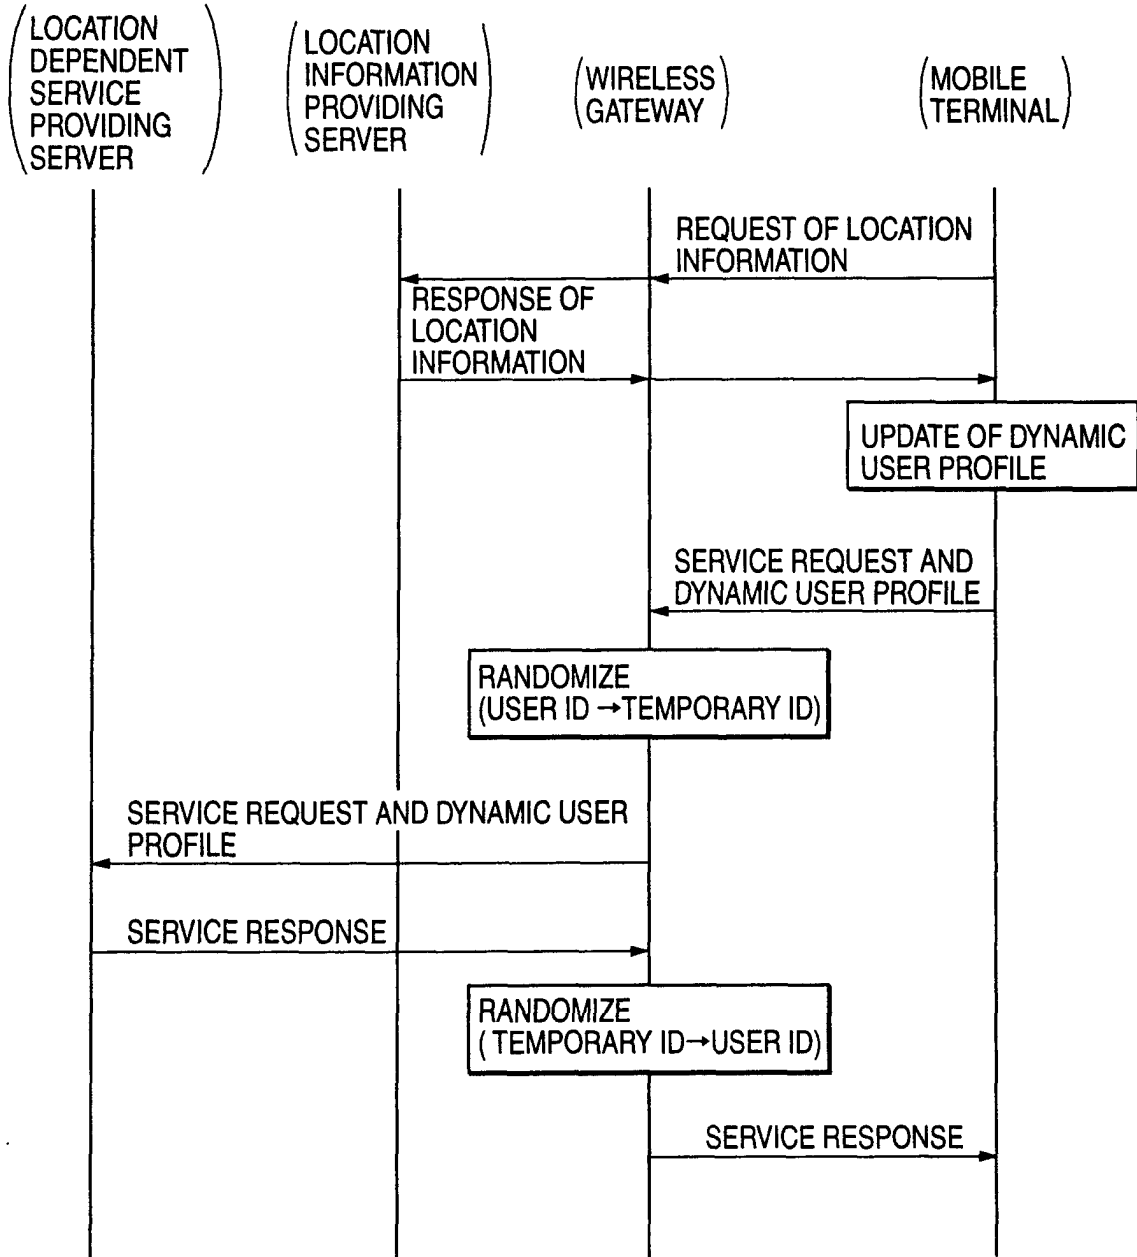 LOCATION
DEPENDENT
SERVICE
PROVIDING
SERVER
LOCATION
INFORMATION
PROVIDING
SERVER
WIRELESS
GATEWAY
MOBILE
TERMINAL
REQUEST OF LOCATION
INFORMATION
RESPONSE OF
LOCATION
INFORMATION
UPDATE OF DYNAMIC
USER PROFILE
SERVICE REQUEST AND
DYNAMIC USER PROFILE
RANDOMIZE
(USER ID →TEMPORARY ID)
SERVICE REQUEST AND DYNAMIC USER
PROFILE
SERVICE RESPONSE
RANDOMIZE
( TEMPORARY ID→USER ID)
SERVICE RESPONSE